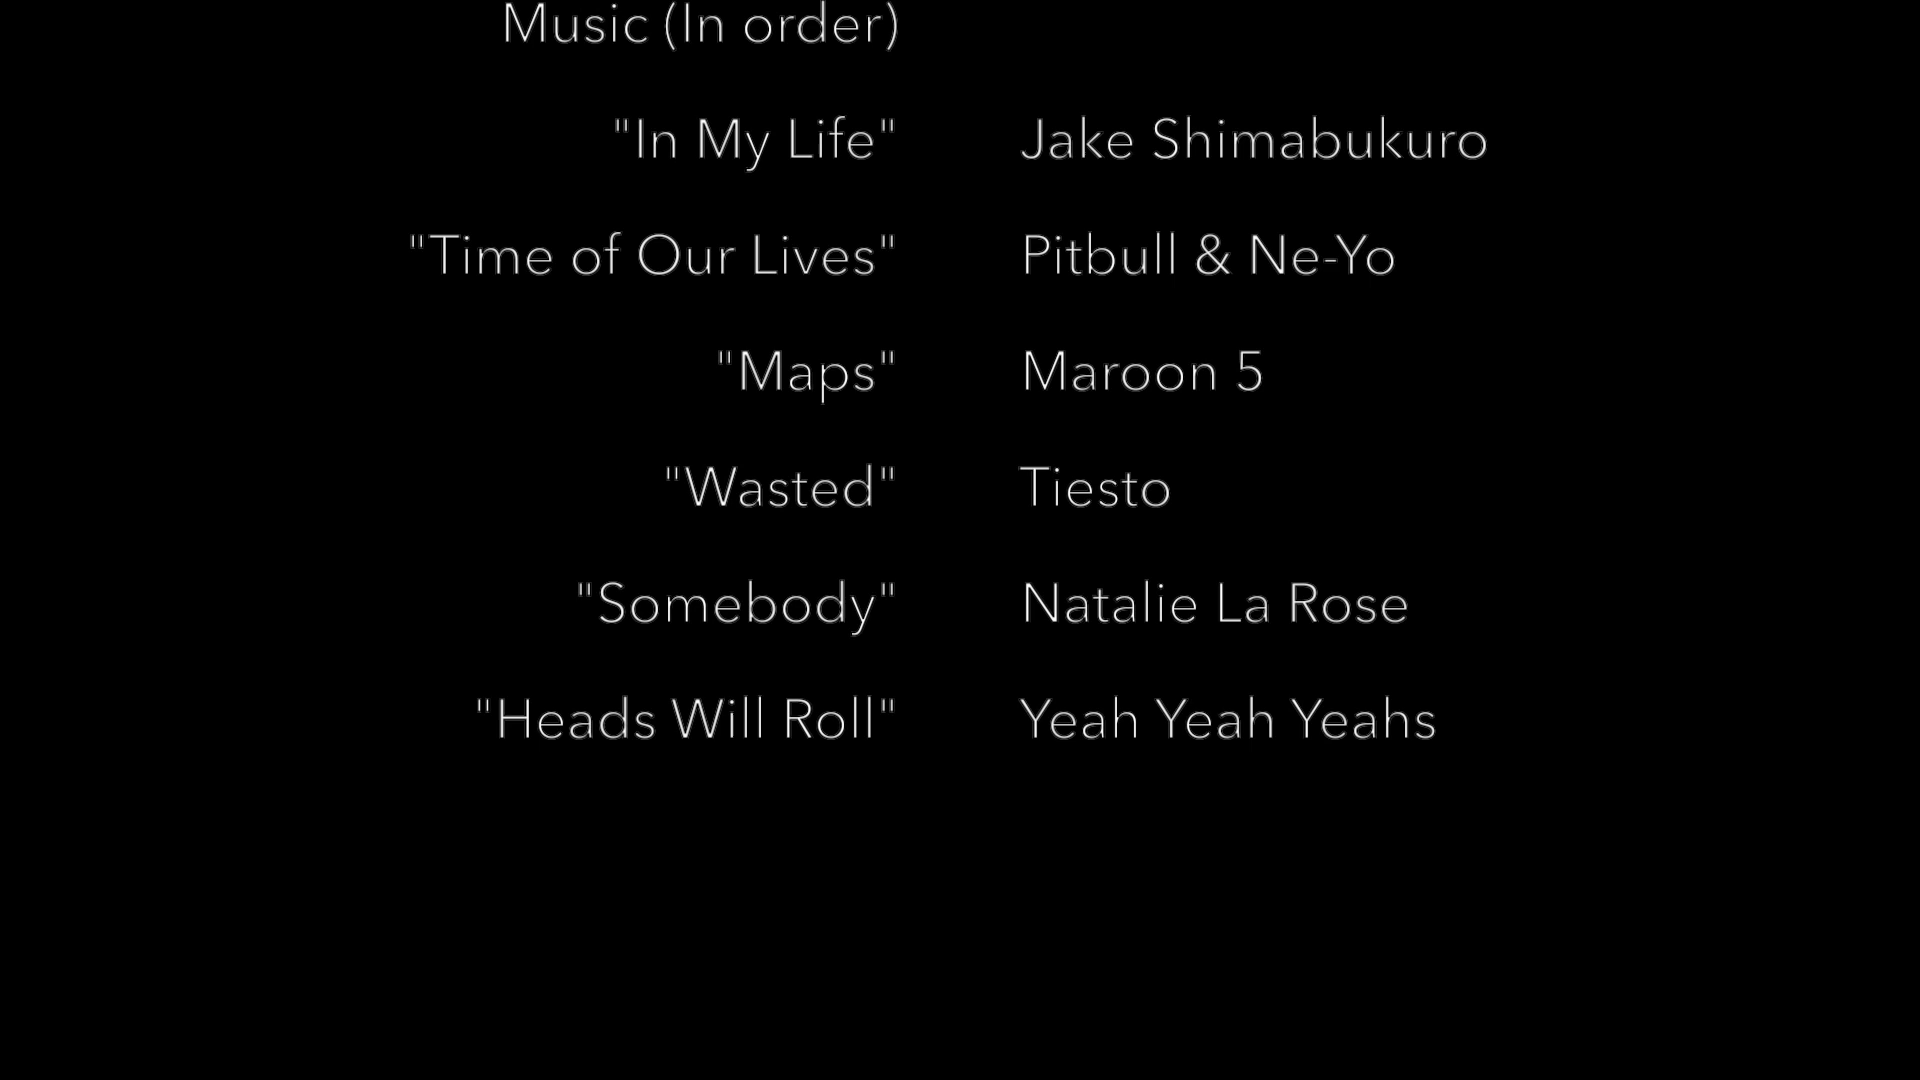 Music (In order)
"In My Life" Jake Shimabukuro
"Time of Our Lives" Pitbull & Ne-Yo
"Maps" Maroon 5
"Wasted" Tiesto
"Somebody" Natalie La Rose
"Heads Will Roll" Yeah Yeah Yeahs